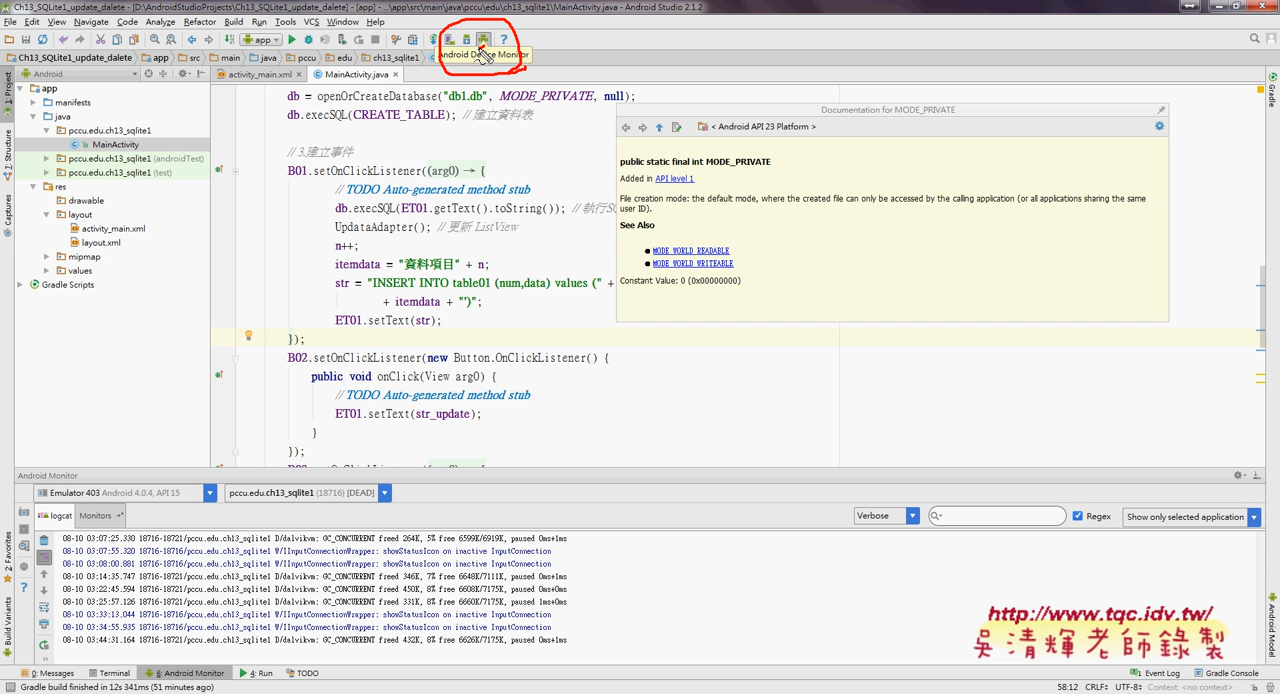 Ch13_SQLite1_update_dalete - [D:\AndroidStudioProjects\Ch13_SQLite1_update_dalete] - [app] - ...\app\src\main\java\pccu\edu\ch13_sqlite1\MainActivity.java - Android Studio 2.1.2
File Edit View Navigate Code Analyze Refactor Build Run Tools VCS Window Help
app
Ch13_SQLite1_update_dalete app src main java pccu edu ch13_sqlite1
Android Device Monitor
Android
activity_main.xml MainActivity.java
app
manifests
java
pccu.edu.ch13_sqlite1
MainActivity
pccu.edu.ch13_sqlite1 (androidTest)
pccu.edu.ch13_sqlite1 (test)
res
drawable
layout
activity_main.xml
layout.xml
mipmap
values
Gradle Scripts
1: Project
7: Structure
Captures
2: Favorites
Build Variants
Gradle
Android Model
db = openOrCreateDatabase("db1.db", MODE_PRIVATE, null);
db.execSQL(CREATE_TABLE); //建立資料表
//3.建立事件
B01.setOnClickListener((arg0) → {
// TODO Auto-generated method stub
db.execSQL(ET01.getText().toString()); //執行SQ
UpdataAdapter(); //更新 ListView
n++;
itemdata = "資料項目" + n;
str = "INSERT INTO table01 (num,data) values (" +
+ itemdata + "')";
ET01.setText(str);
});
B02.setOnClickListener(new Button.OnClickListener() {
public void onClick(View arg0) {
// TODO Auto-generated method stub
ET01.setText(str_update);
}
});
Documentation for MODE_PRIVATE
< Android API 23 Platform >
public static final int MODE_PRIVATE
Added in API level 1
File creation mode: the default mode, where the created file can only be accessed by the calling application (or all applications sharing the same
user ID).
See Also
MODE_WORLD_READABLE
MODE_WORLD_WRITEABLE
Constant Value: 0 (0x00000000)
Android Monitor
Emulator 403 Android 4.0.4, API 15 pccu.edu.ch13_sqlite1 (18716) [DEAD]
logcat Monitors Verbose Regex Show only selected application
08-10 03:07:25.330 18716-18721/pccu.edu.ch13_sqlite1 D/dalvikvm: GC_CONCURRENT freed 264K, 5% free 6599K/6919K, paused 0ms+1ms
08-10 03:07:55.320 18716-18716/pccu.edu.ch13_sqlite1 W/IInputConnectionWrapper: showStatusIcon on inactive InputConnection
08-10 03:08:00.881 18716-18716/pccu.edu.ch13_sqlite1 W/IInputConnectionWrapper: showStatusIcon on inactive InputConnection
08-10 03:14:35.747 18716-18721/pccu.edu.ch13_sqlite1 D/dalvikvm: GC_CONCURRENT freed 346K, 7% free 6648K/7111K, paused 0ms+1ms
08-10 03:22:45.594 18716-18721/pccu.edu.ch13_sqlite1 D/dalvikvm: GC_CONCURRENT freed 450K, 8% free 6608K/7175K, paused 0ms+1ms
08-10 03:25:57.126 18716-18721/pccu.edu.ch13_sqlite1 D/dalvikvm: GC_CONCURRENT freed 331K, 8% free 6660K/7175K, paused 1ms+0ms
08-10 03:33:13.044 18716-18716/pccu.edu.ch13_sqlite1 W/IInputConnectionWrapper: showStatusIcon on inactive InputConnection
08-10 03:34:55.935 18716-18716/pccu.edu.ch13_sqlite1 W/IInputConnectionWrapper: showStatusIcon on inactive InputConnection
08-10 03:44:31.164 18716-18721/pccu.edu.ch13_sqlite1 D/dalvikvm: GC_CONCURRENT freed 432K, 8% free 6626K/7175K, paused 0ms+1ms
http://www.tqc.idv.tw/
吳清輝老師錄製
0: Messages Terminal 6: Android Monitor 4: Run TODO 1 Event Log Gradle Console
Gradle build finished in 12s 341ms (51 minutes ago) 58:12 CRLF UTF-8 Context: <no context>